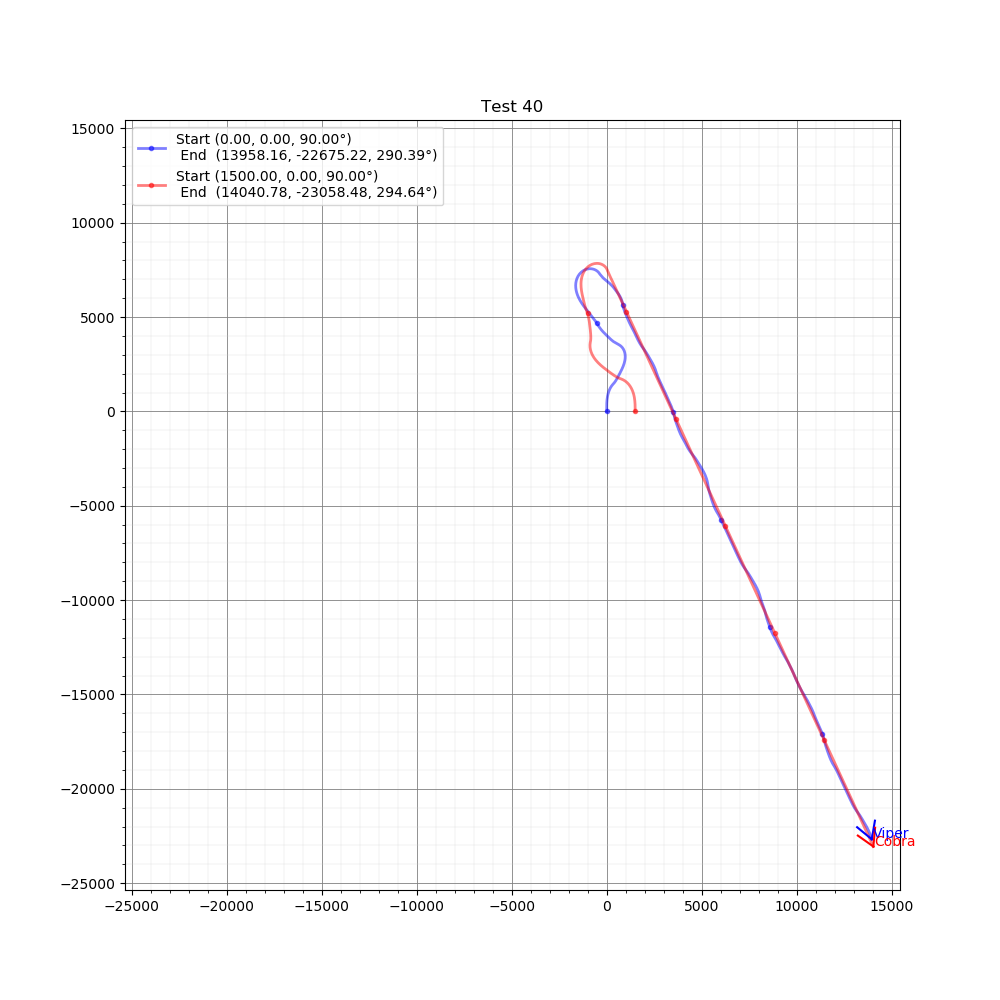 Test 40
Start (0.00, 0.00, 90.00°)
End (13958.16, -22675.22, 290.39°)
Start (1500.00, 0.00, 90.00°)
End (14040.78, -23058.48, 294.64°)
15000
10000
5000
0
−5000
−10000
−15000
−20000
−25000
Viper
Cobra
−25000 −20000 −15000 −10000 −5000 0 5000 10000 15000